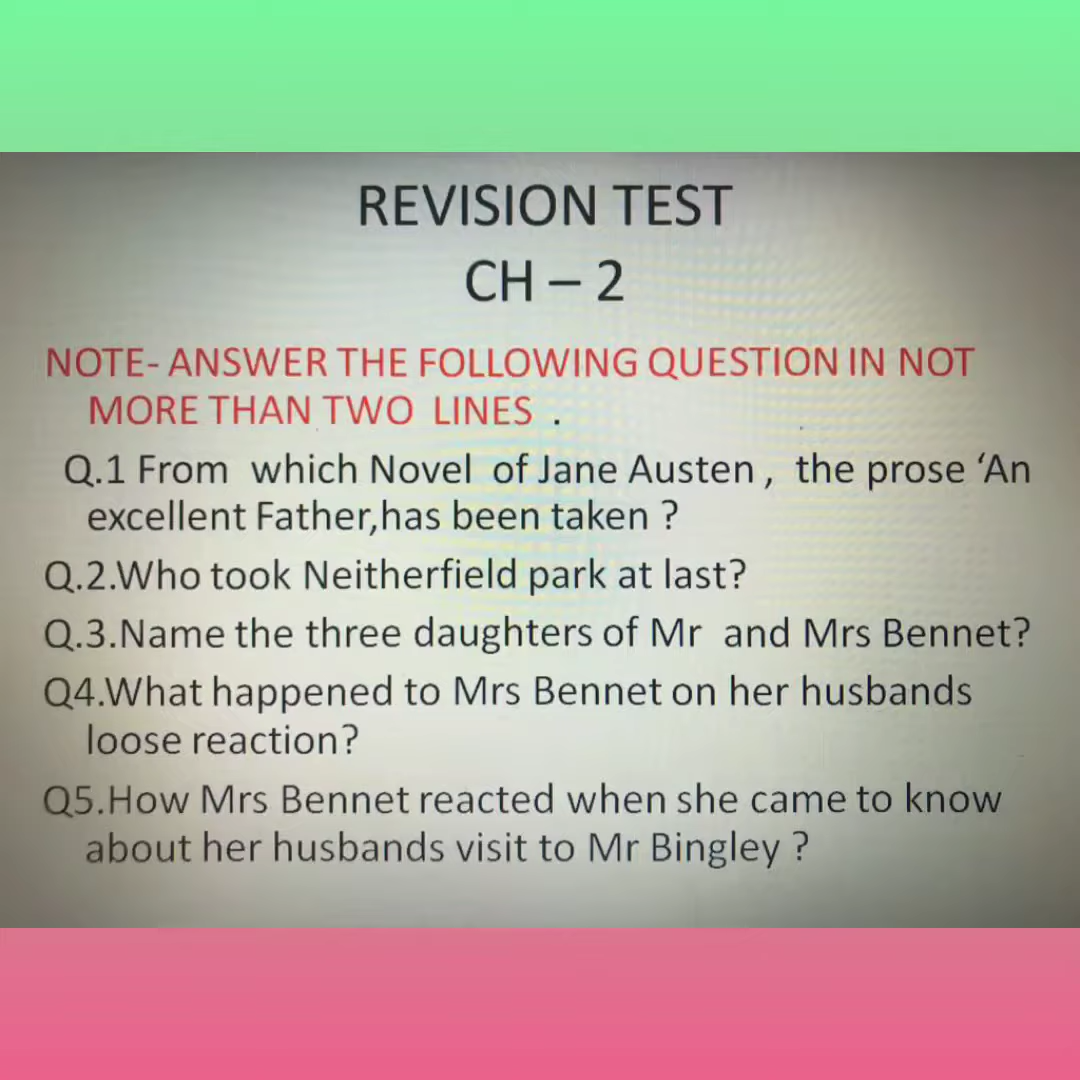 REVISION TEST
CH – 2
NOTE- ANSWER THE FOLLOWING QUESTION IN NOT
MORE THAN TWO LINES .
Q.1 From which Novel of Jane Austen , the prose ‘An
excellent Father,has been taken ?
Q.2.Who took Neitherfield park at last?
Q.3.Name the three daughters of Mr and Mrs Bennet?
Q4.What happened to Mrs Bennet on her husbands
loose reaction?
Q5.How Mrs Bennet reacted when she came to know
about her husbands visit to Mr Bingley ?